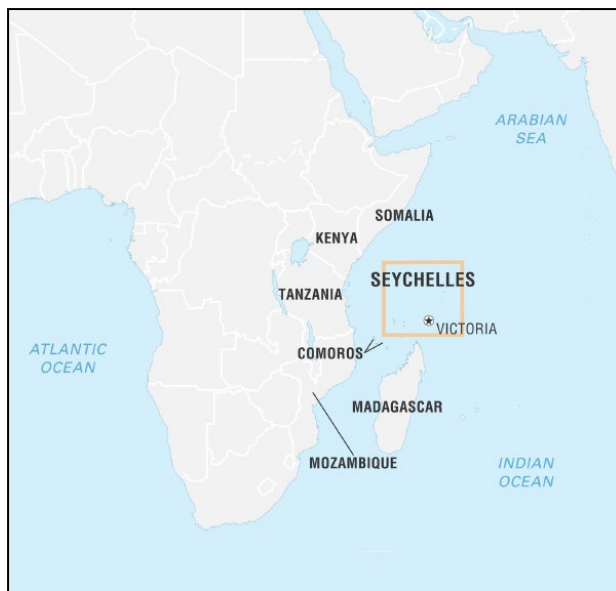 ARABIAN
SEA
SOMALIA
KENYA
SEYCHELLES
TANZANIA
VICTORIA
ATLANTIC
OCEAN
COMOROS
MADAGASCAR
MOZAMBIQUE
INDIAN
OCEAN